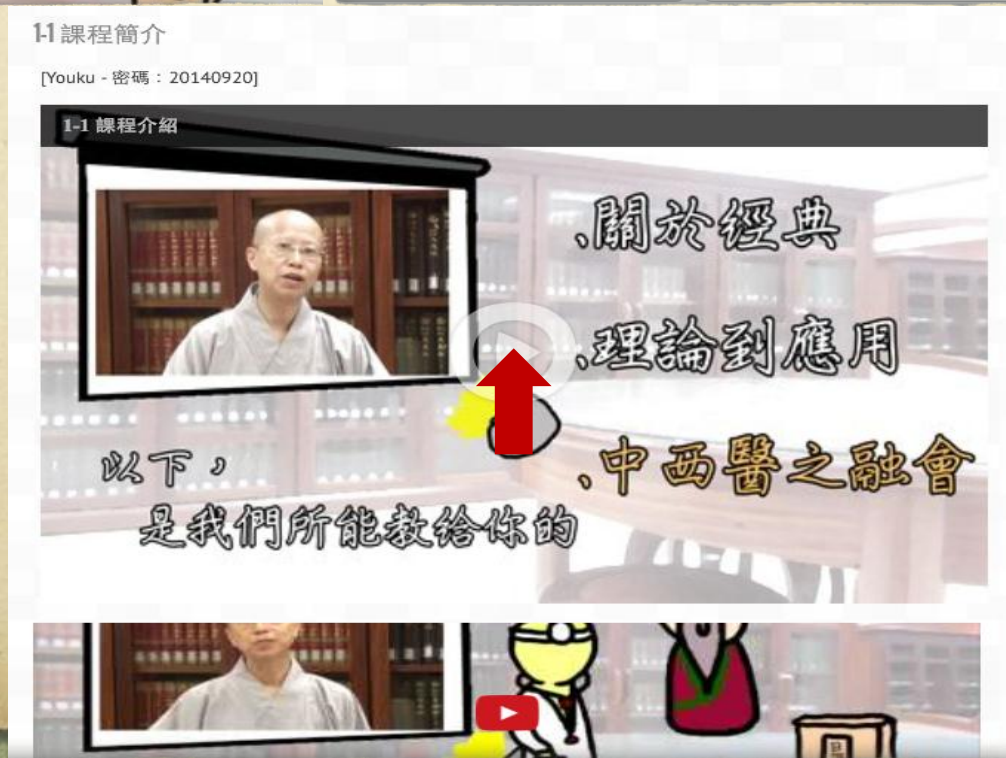 1-1 課程簡介
[Youku - 密碼：20140920]
1-1 課程介紹
、關於經典
、理論到應用
、中西醫之融會
以下，
是我們所能教給你的